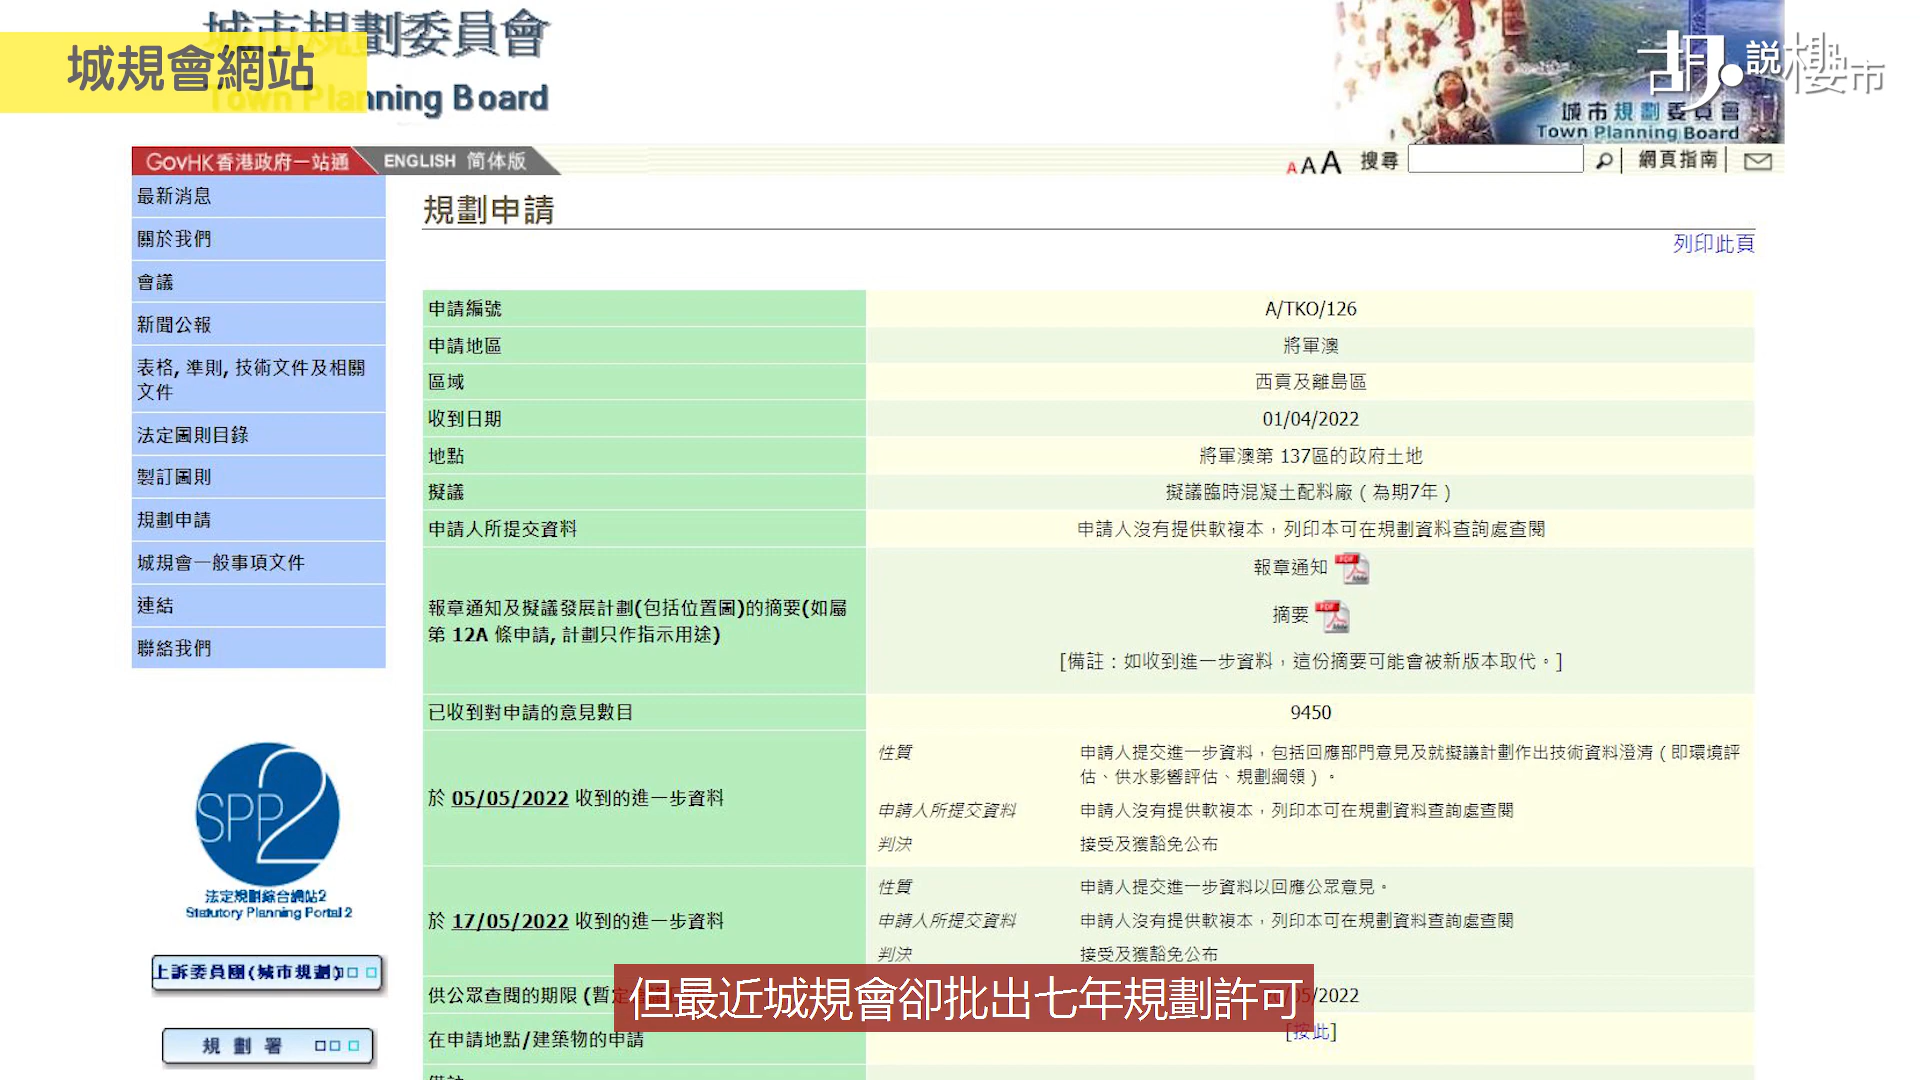 城市規劃委員會
Town Planning Board
城規會網站
胡.説樓市
城市規劃委員會
Town Planning Board
GovHK香港政府一站通
ENGLISH 简体版
A A A 搜尋
網頁指南
最新消息
關於我們
會議
新聞公報
表格, 準則, 技術文件及相關
文件
法定圖則目錄
製訂圖則
規劃申請
城規會一般事項文件
連結
聯絡我們
SPP2
法定規劃綜合網站2
Statutory Planning Portal 2
上訴委員團(城市規劃)
規劃署
規劃申請
列印此頁
申請編號 A/TKO/126
申請地區 將軍澳
區域 西貢及離島區
收到日期 01/04/2022
地點 將軍澳第 137區的政府土地
擬議 擬議臨時混凝土配料廠 ( 為期7年 )
申請人所提交資料 申請人沒有提供軟複本，列印本可在規劃資料查詢處查閱
報章通知及擬議發展計劃(包括位置圖)的摘要(如屬
第 12A 條申請, 計劃只作指示用途)
報章通知
摘要
[備註：如收到進一步資料，這份摘要可能會被新版本取代。]
已收到對申請的意見數目 9450
於 05/05/2022 收到的進一步資料
性質 申請人提交進一步資料，包括回應部門意見及就擬議計劃作出技術資料澄清 ( 即環境評
估、供水影響評估、規劃綱領 ) 。
申請人所提交資料 申請人沒有提供軟複本，列印本可在規劃資料查詢處查閱
判決 接受及獲豁免公布
於 17/05/2022 收到的進一步資料
性質 申請人提交進一步資料以回應公眾意見。
申請人所提交資料 申請人沒有提供軟複本，列印本可在規劃資料查詢處查閱
判決 接受及獲豁免公布
供公眾查閱的期限 (暫定
05/2022
在申請地點/建築物的申請 [按此]
但最近城規會卻批出七年規劃許可